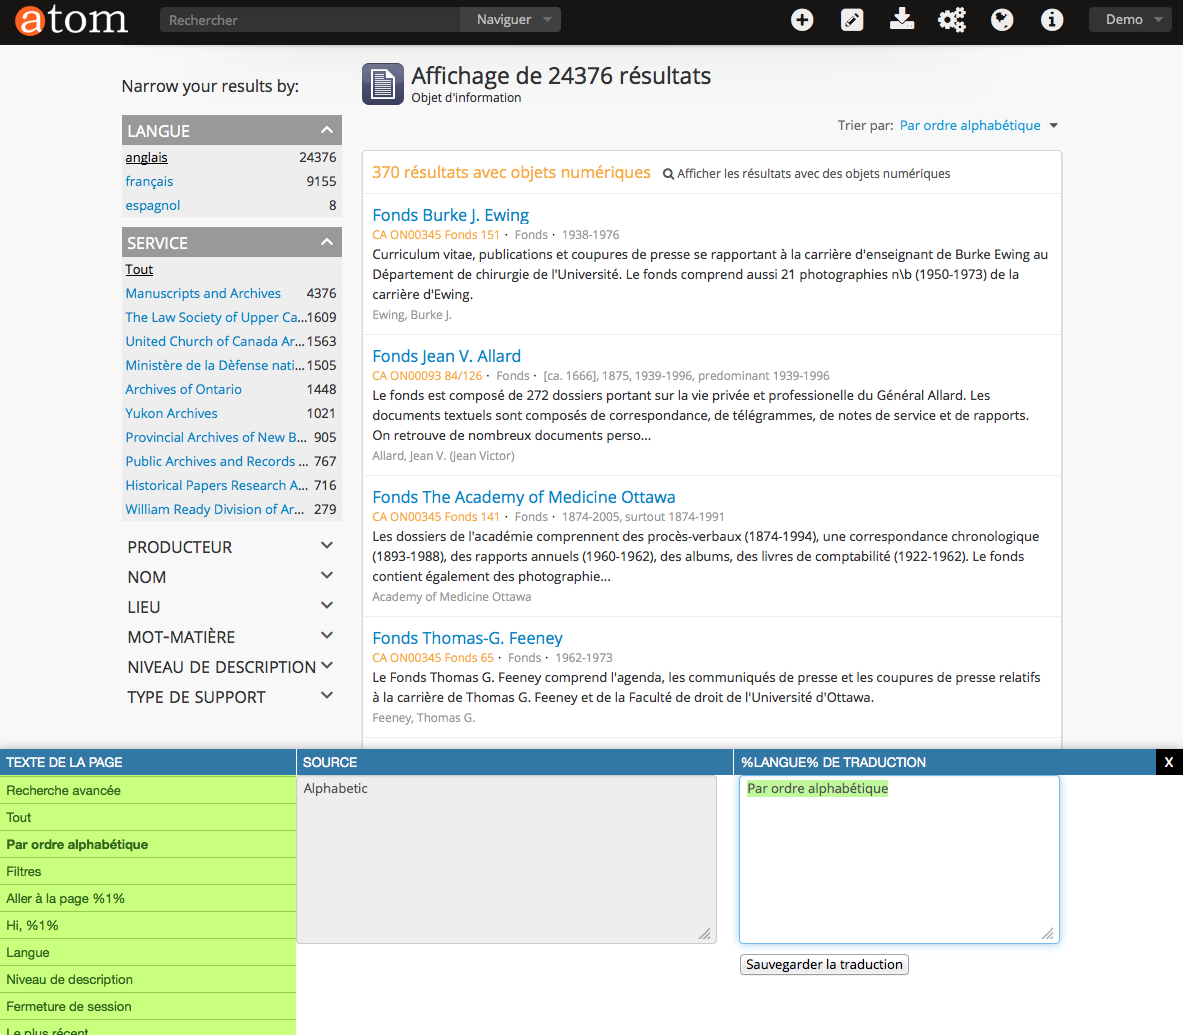 atom
Rechercher
Naviguer
Demo
Narrow your results by:
LANGUE
anglais 24376
français 9155
espagnol 8
SERVICE
Tout
Manuscripts and Archives 4376
The Law Society of Upper Ca...1609
United Church of Canada Ar...1563
Ministère de la Dèfense nati...1505
Archives of Ontario 1448
Yukon Archives 1021
Provincial Archives of New B... 905
Public Archives and Records ... 767
Historical Papers Research A... 716
William Ready Division of Ar... 279
PRODUCTEUR
NOM
LIEU
MOT-MATIÈRE
NIVEAU DE DESCRIPTION
TYPE DE SUPPORT
Affichage de 24376 résultats
Objet d'information
Trier par: Par ordre alphabétique
370 résultats avec objets numériques Afficher les résultats avec des objets numériques
Fonds Burke J. Ewing
CA ON00345 Fonds 151 · Fonds · 1938-1976
Curriculum vitae, publications et coupures de presse se rapportant à la carrière d'enseignant de Burke Ewing au
Département de chirurgie de l'Université. Le fonds comprend aussi 21 photographies n\b (1950-1973) de la
carrière d'Ewing.
Ewing, Burke J.
Fonds Jean V. Allard
CA ON00093 84/126 · Fonds · [ca. 1666], 1875, 1939-1996, predominant 1939-1996
Le fonds est composé de 272 dossiers portant sur la vie privée et professionelle du Général Allard. Les
documents textuels sont composés de correspondance, de télégrammes, de notes de service et de rapports.
On retrouve de nombreux documents perso...
Allard, Jean V. (Jean Victor)
Fonds The Academy of Medicine Ottawa
CA ON00345 Fonds 141 · Fonds · 1874-2005, surtout 1874-1991
Les dossiers de l'académie comprennent des procès-verbaux (1874-1994), une correspondance chronologique
(1893-1988), des rapports annuels (1960-1962), des albums, des livres de comptabilité (1922-1962). Le fonds
contient également des photographie...
Academy of Medicine Ottawa
Fonds Thomas-G. Feeney
CA ON00345 Fonds 65 · Fonds · 1962-1973
Le Fonds Thomas G. Feeney comprend l'agenda, les communiqués de presse et les coupures de presse relatifs
à la carrière de Thomas G. Feeney et de la Faculté de droit de l'Université d'Ottawa.
Feeney, Thomas G.
TEXTE DE LA PAGE
Recherche avancée
Tout
Par ordre alphabétique
Filtres
Aller à la page %1%
Hi, %1%
Langue
Niveau de description
Fermeture de session
Le plus récent
SOURCE
Alphabetic
%LANGUE% DE TRADUCTION
X
Par ordre alphabétique
Sauvegarder la traduction